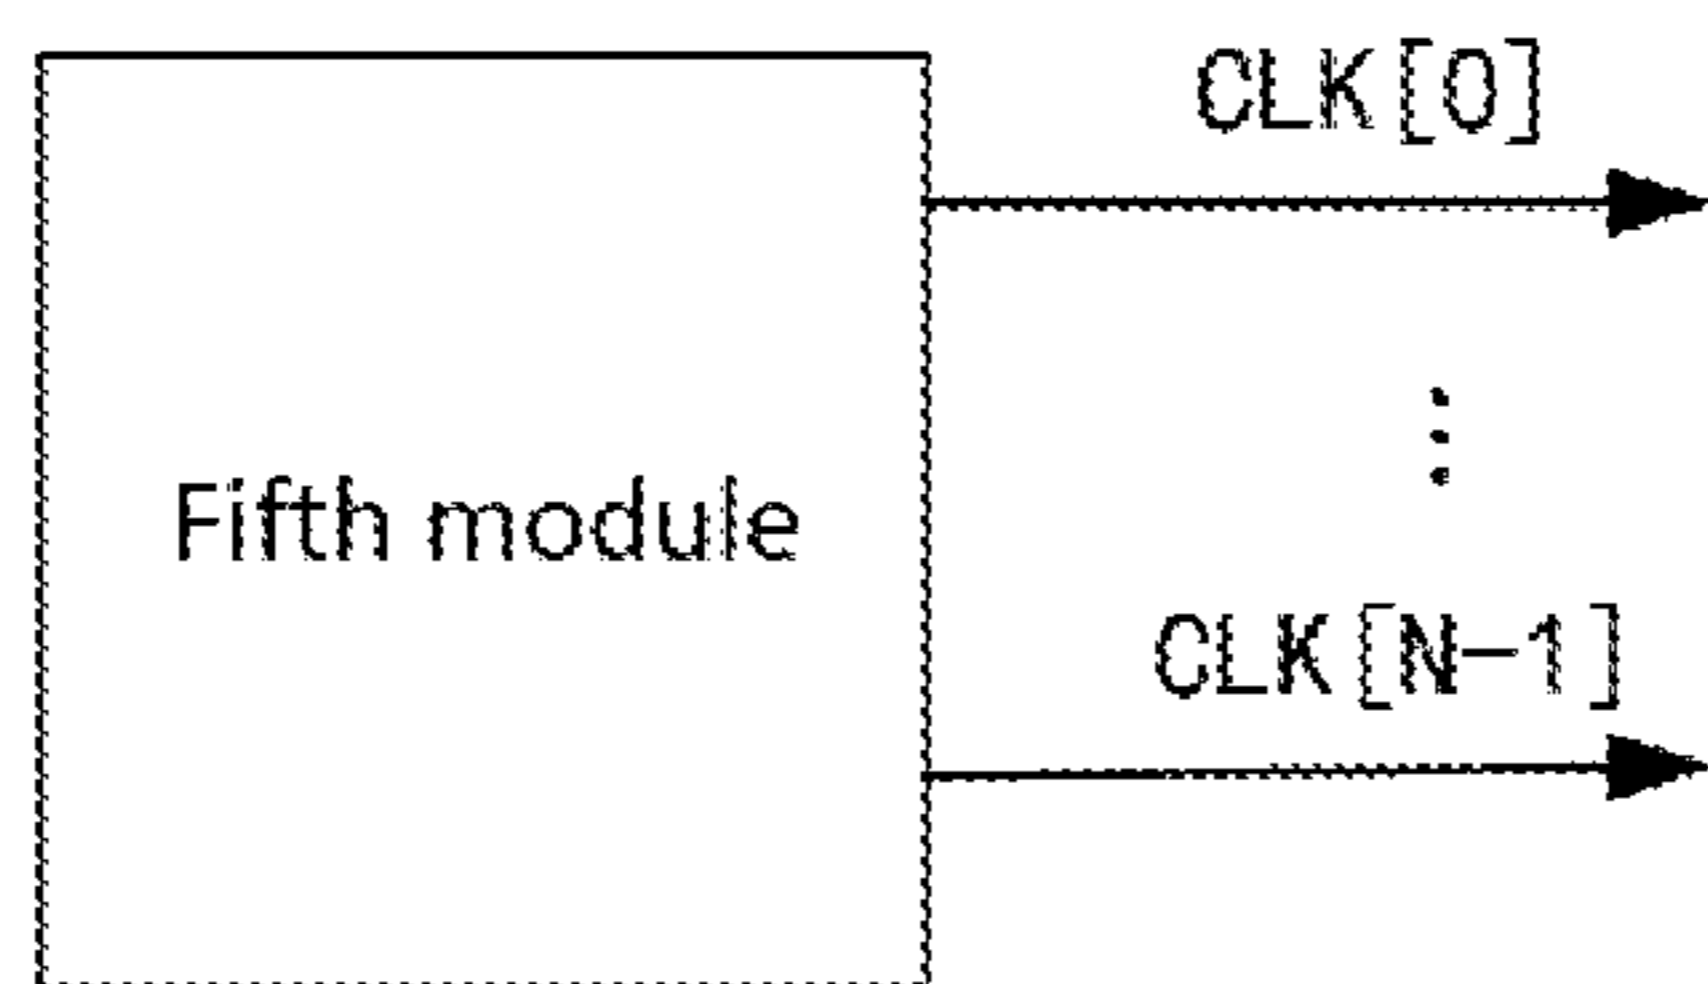 CLK[0]
⋮
Fifth module
CLK[N-1]